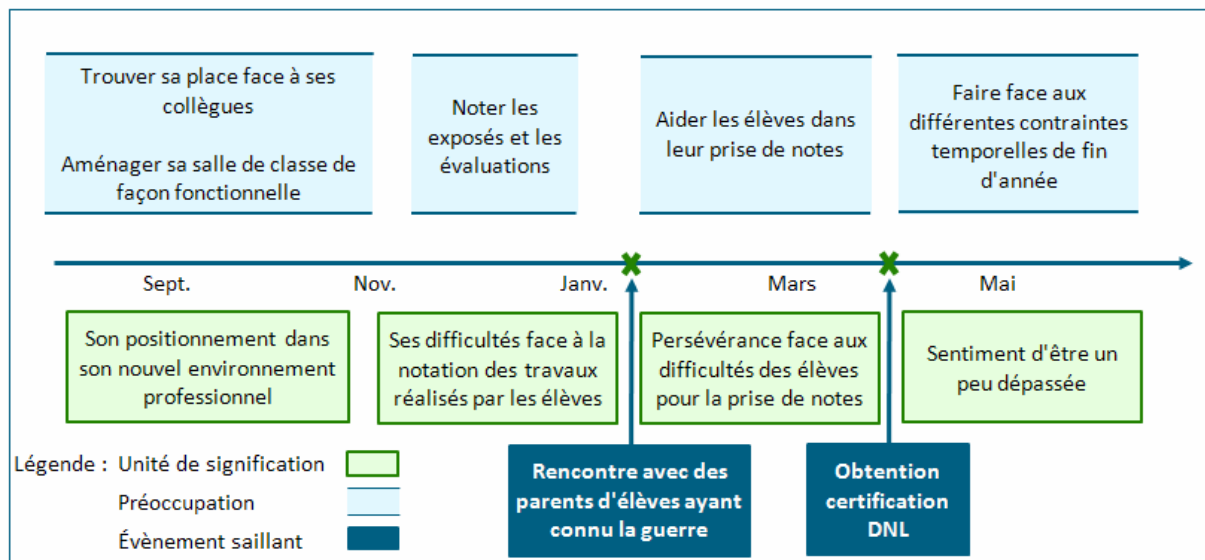 Trouver sa place face à ses
collègues
Aménager sa salle de classe de
façon fonctionnelle
Noter les
exposés et les
évaluations
Aider les élèves dans
leur prise de notes
Faire face aux
différentes contraintes
temporelles de fin
d'année
Sept.
Nov.
Janv.
Mars
Mai
Son positionnement dans
son nouvel environnement
professionnel
Ses difficultés face à la
notation des travaux
réalisés par les élèves
Persévérance face aux
difficultés des élèves
pour la prise de notes
Sentiment d'être un
peu dépassée
Légende : Unité de signification
Préoccupation
Évènement saillant
Rencontre avec des
parents d'élèves ayant
connu la guerre
Obtention
certification
DNL